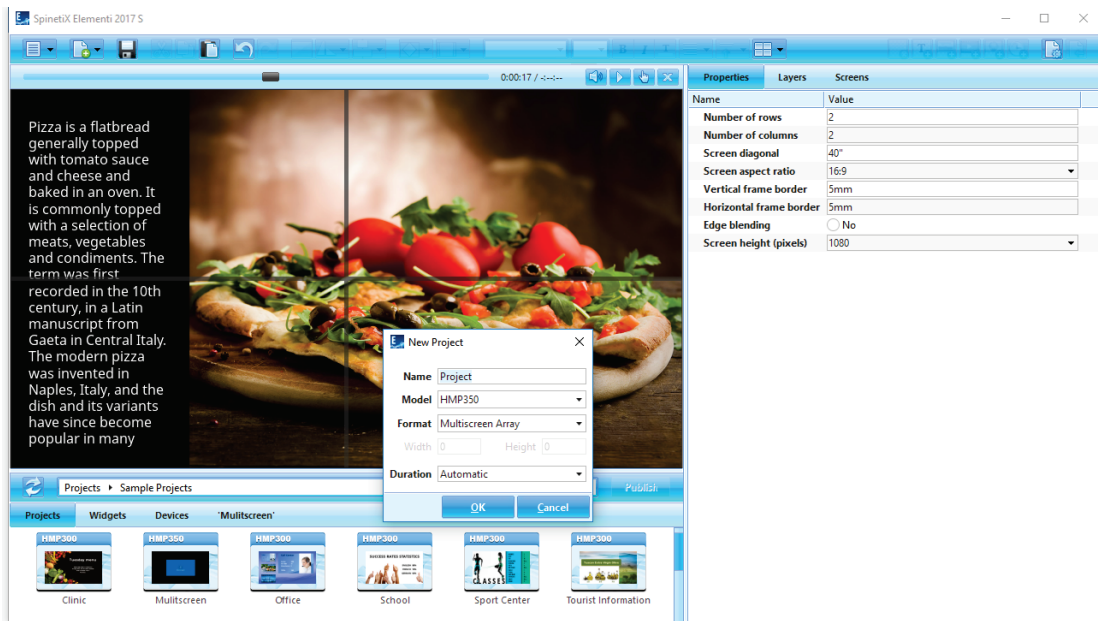 SpinetiX Elementi 2017 S
B I
0:00:17 / -:--:--
Properties Layers Screens
Name Value
Number of rows 2
Number of columns 2
Screen diagonal 40"
Screen aspect ratio 16:9
Vertical frame border 5mm
Horizontal frame border 5mm
Edge blending No
Screen height (pixels) 1080
Pizza is a flatbread
generally topped
with tomato sauce
and cheese and
baked in an oven. It
is commonly topped
with a selection of
meats, vegetables
and condiments. The
term was first
recorded in the 10th
century, in a Latin
manuscript from
Gaeta in Central Italy.
The modern pizza
was invented in
Naples, Italy, and the
dish and its variants
have since become
popular in many
New Project
Name Project
Model HMP350
Format Multiscreen Array
Width 0 Height 0
Duration Automatic
OK Cancel
Projects Sample Projects
Publish
Projects Widgets Devices 'Mulitscreen'
HMP300 HMP350 HMP300 HMP300 HMP300 HMP300
SUCCESS RATES STATISTICS
CLASSES
Clinic Mulitscreen Office School Sport Center Tourist Information